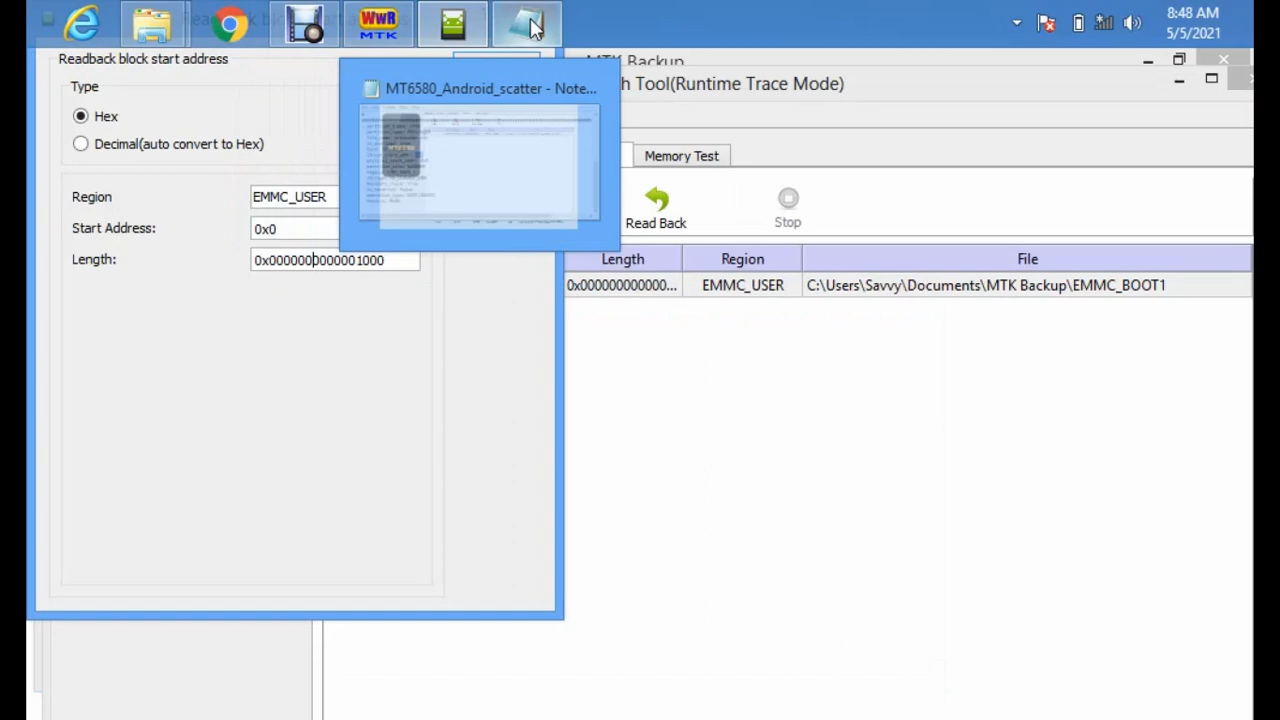 WwR
MTK
8:48 AM
5/5/2021
Readback block start address
MTK Backup
MT6580_Android_scatter - Note...
h Tool(Runtime Trace Mode)
Type
Hex
Decimal(auto convert to Hex)
Memory Test
Region
EMMC_USER
Start Address:
0x0
Read Back
Stop
Length:
0x0000000000001000
Length
Region
File
0x000000000000...
EMMC_USER
C:\Users\Savvy\Documents\MTK Backup\EMMC_BOOT1